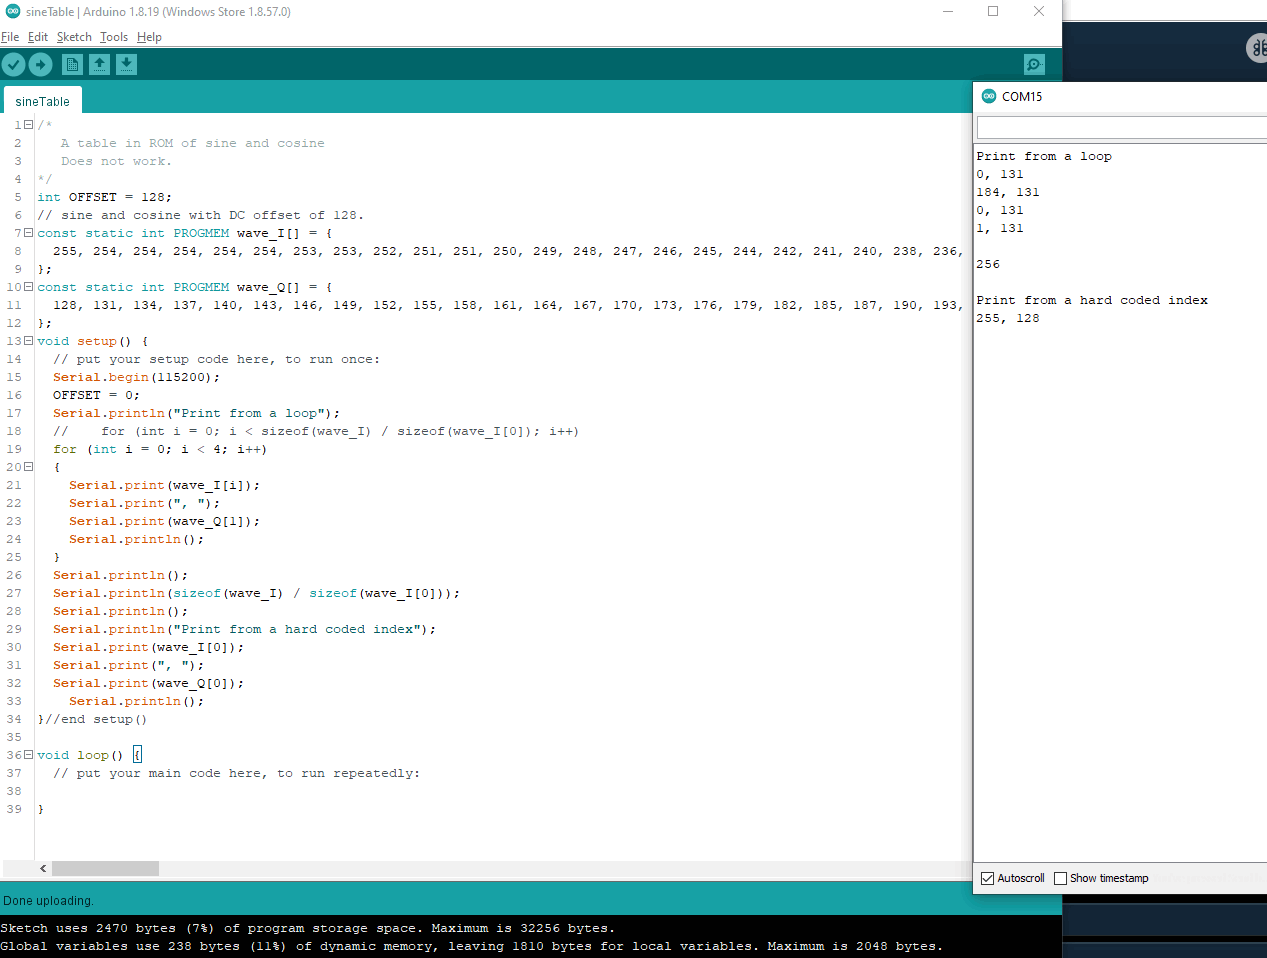 sineTable | Arduino 1.8.19 (Windows Store 1.8.57.0)
File Edit Sketch Tools Help
sineTable
1 /*
2 A table in ROM of sine and cosine
3 Does not work.
4 */
5 int OFFSET = 128;
6 // sine and cosine with DC offset of 128.
7 const static int PROGMEM wave_I[] = {
8 255, 254, 254, 254, 254, 254, 253, 253, 252, 251, 251, 250, 249, 248, 247, 246, 245, 244, 242, 241, 240, 238, 236,
9 };
10 const static int PROGMEM wave_Q[] = {
11 128, 131, 134, 137, 140, 143, 146, 149, 152, 155, 158, 161, 164, 167, 170, 173, 176, 179, 182, 185, 187, 190, 193,
12 };
13 void setup() {
14 // put your setup code here, to run once:
15 Serial.begin(115200);
16 OFFSET = 0;
17 Serial.println("Print from a loop");
18 // for (int i = 0; i < sizeof(wave_I) / sizeof(wave_I[0]); i++)
19 for (int i = 0; i < 4; i++)
20 {
21 Serial.print(wave_I[i]);
22 Serial.print(", ");
23 Serial.print(wave_Q[1]);
24 Serial.println();
25 }
26 Serial.println();
27 Serial.println(sizeof(wave_I) / sizeof(wave_I[0]));
28 Serial.println();
29 Serial.println("Print from a hard coded index");
30 Serial.print(wave_I[0]);
31 Serial.print(", ");
32 Serial.print(wave_Q[0]);
33 Serial.println();
34 }//end setup()
35
36 void loop() {
37 // put your main code here, to run repeatedly:
38
39 }
Done uploading.
Sketch uses 2470 bytes (7%) of program storage space. Maximum is 32256 bytes.
Global variables use 238 bytes (11%) of dynamic memory, leaving 1810 bytes for local variables. Maximum is 2048 bytes.
COM15
Print from a loop
0, 131
184, 131
0, 131
1, 131
256
Print from a hard coded index
255, 128
Autoscroll Show timestamp